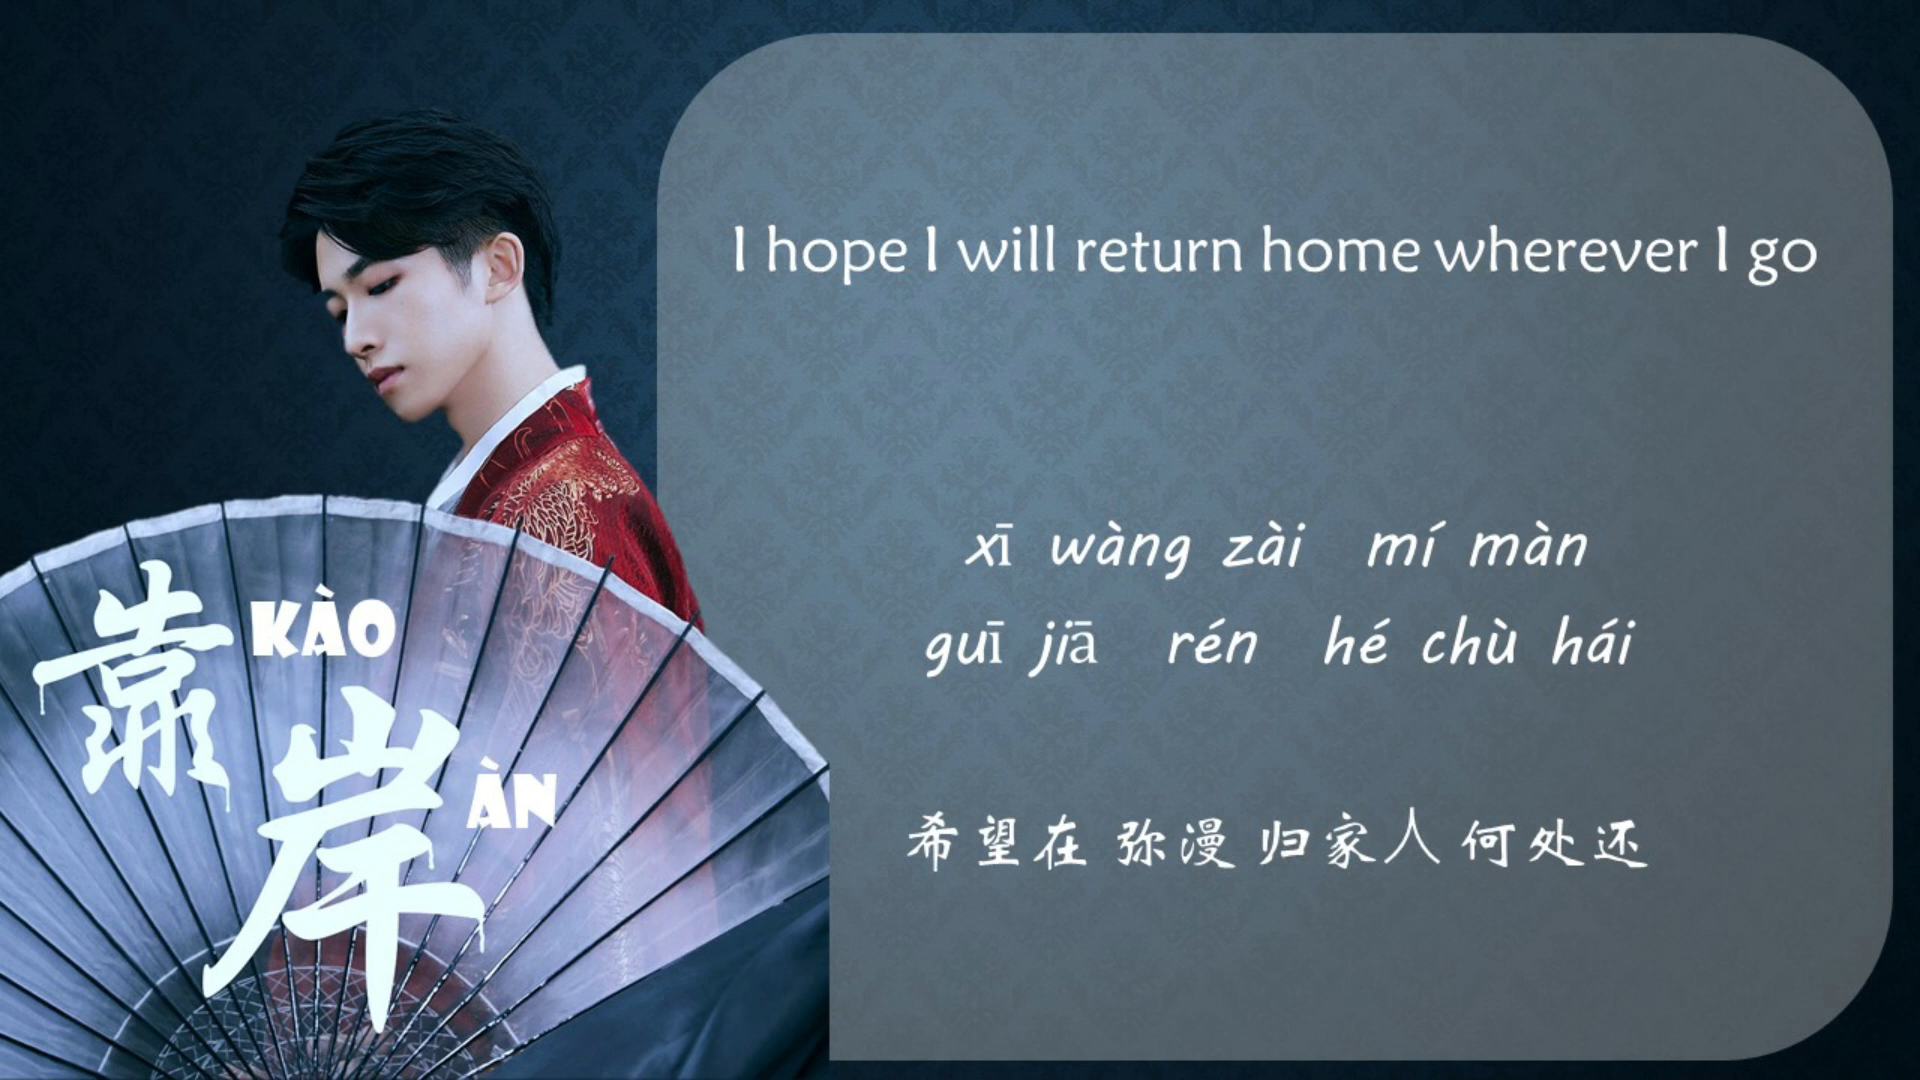 靠 KÀO
岸 ÀN
I hope I will return home wherever I go
xī wàng zài mí màn
guī jiā rén hé chù hái
希望在 弥漫 归家人 何处还